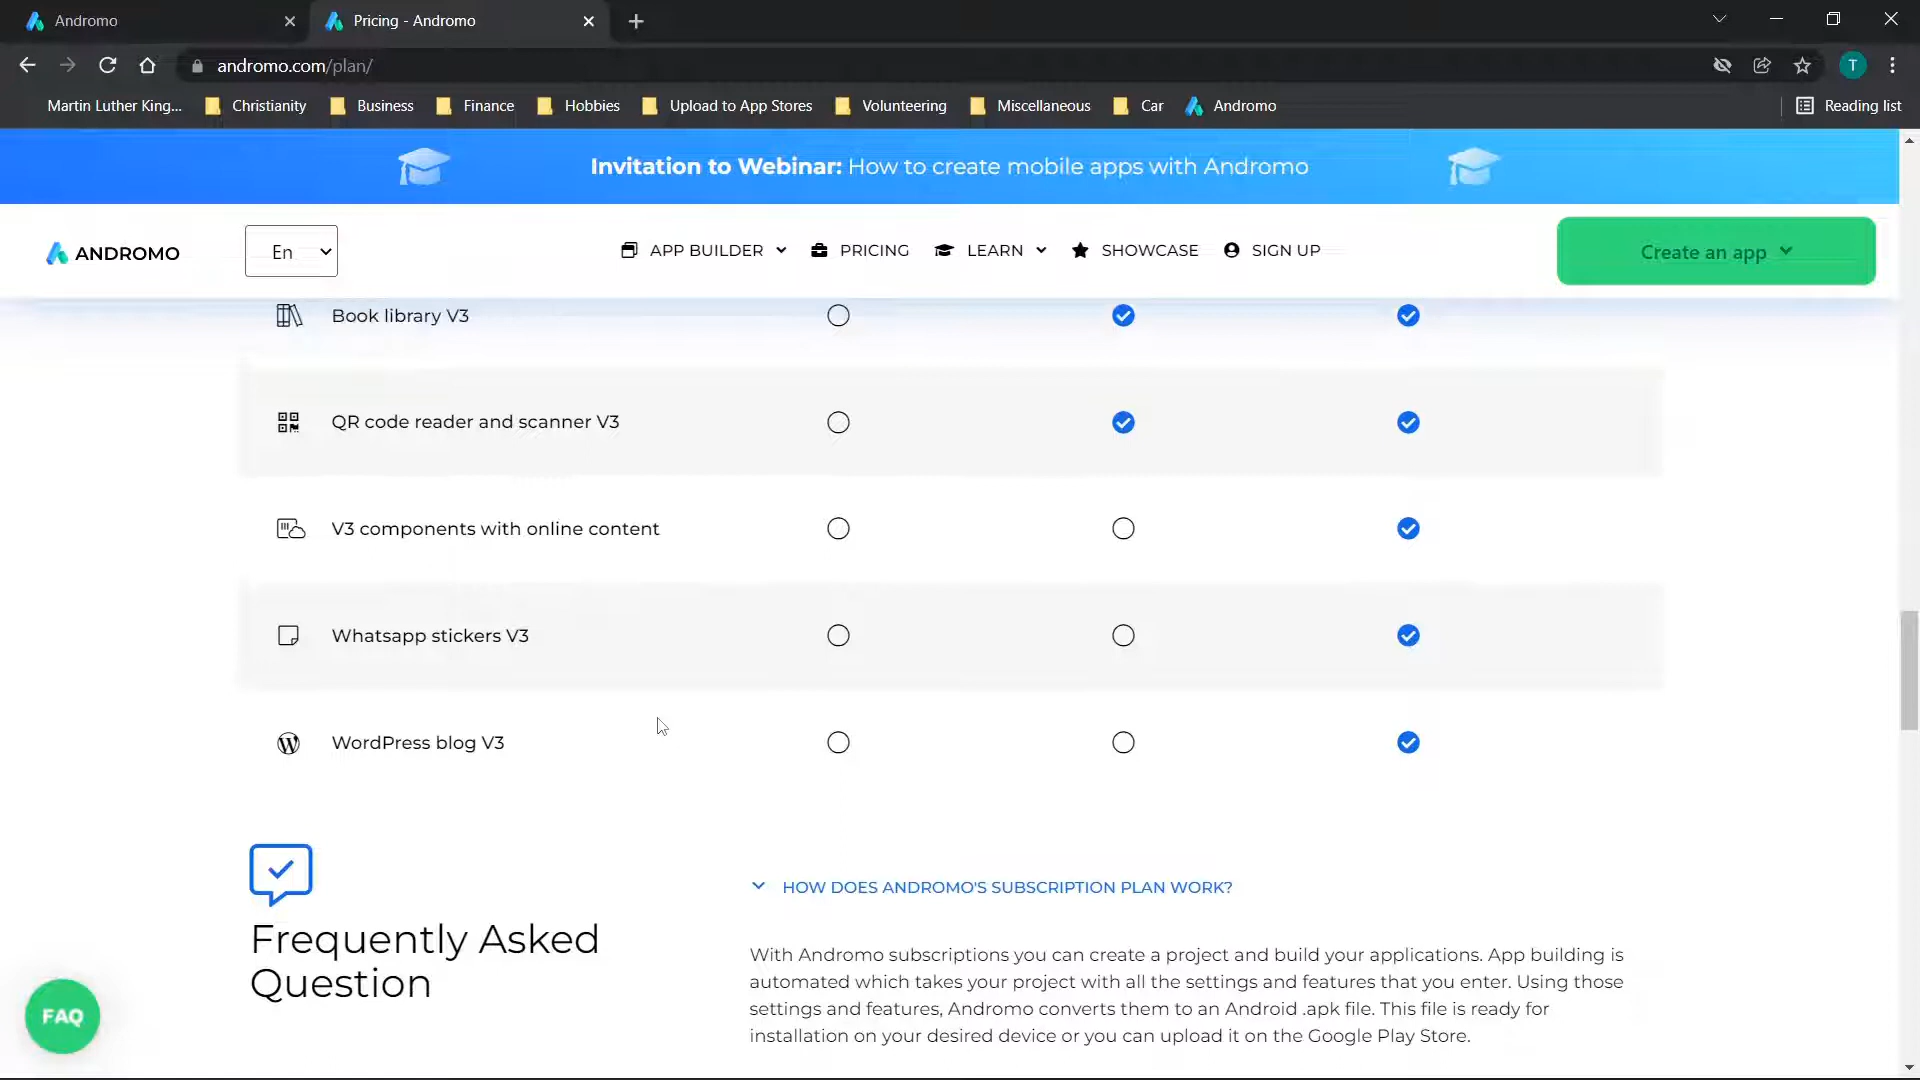 Andromo
Pricing - Andromo
andromo.com/plan/
T
Martin Luther King...
Christianity
Business
Finance
Hobbies
Upload to App Stores
Volunteering
Miscellaneous
Car
Andromo
Reading list
Invitation to Webinar: How to create mobile apps with Andromo
ANDROMO
En
APP BUILDER
PRICING
LEARN
SHOWCASE
SIGN UP
Create an app
Book library V3
QR code reader and scanner V3
V3 components with online content
Whatsapp stickers V3
WordPress blog V3
Frequently Asked
Question
HOW DOES ANDROMO'S SUBSCRIPTION PLAN WORK?
With Andromo subscriptions you can create a project and build your applications. App building is
automated which takes your project with all the settings and features that you enter. Using those
settings and features, Andromo converts them to an Android .apk file. This file is ready for
installation on your desired device or you can upload it on the Google Play Store.
FAQ